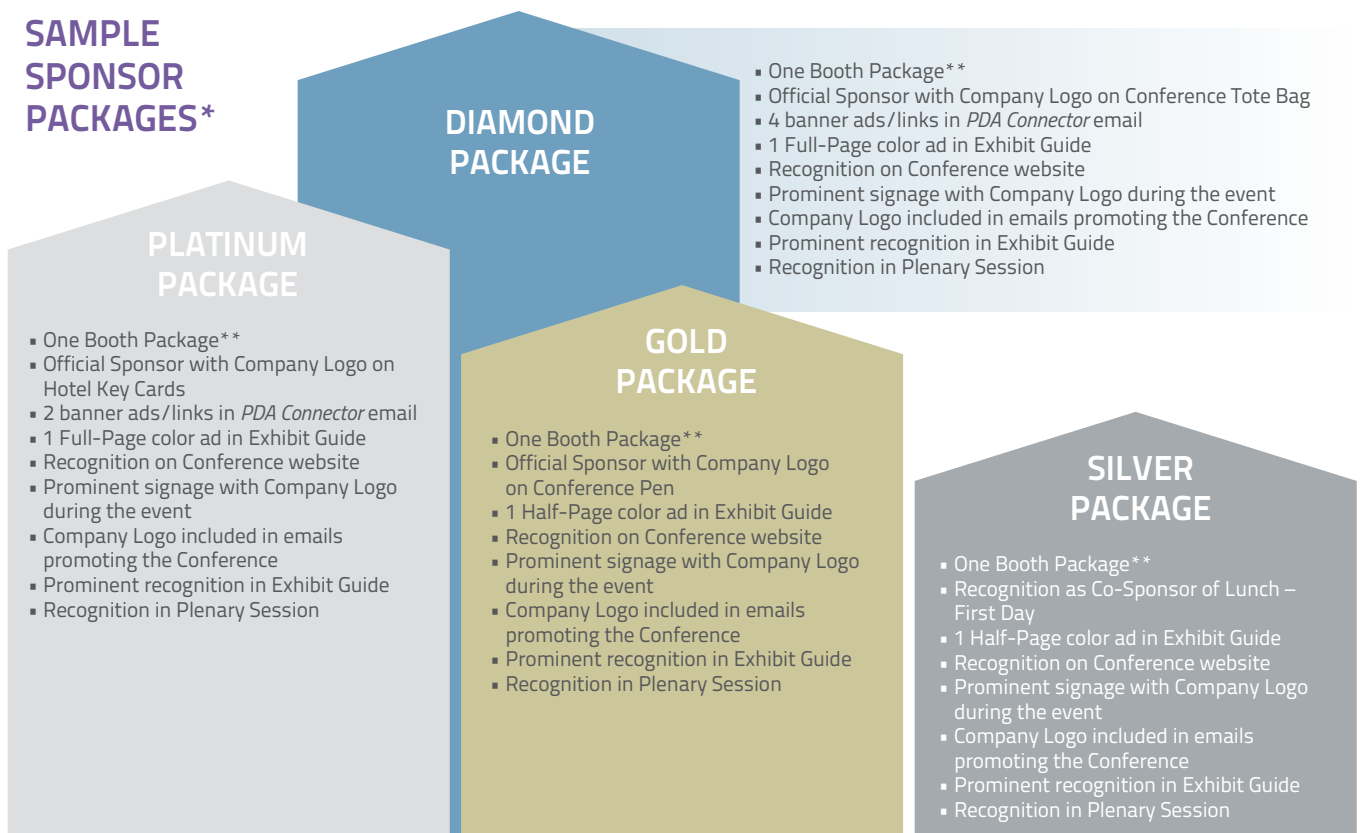 SAMPLE
SPONSOR
PACKAGES*
DIAMOND
PACKAGE
▪ One Booth Package**
▪ Official Sponsor with Company Logo on Conference Tote Bag
▪ 4 banner ads/links in PDA Connector email
▪ 1 Full-Page color ad in Exhibit Guide
▪ Recognition on Conference website
▪ Prominent signage with Company Logo during the event
▪ Company Logo included in emails promoting the Conference
▪ Prominent recognition in Exhibit Guide
▪ Recognition in Plenary Session
PLATINUM
PACKAGE
▪ One Booth Package**
▪ Official Sponsor with Company Logo on
Hotel Key Cards
▪ 2 banner ads/links in PDA Connector email
▪ 1 Full-Page color ad in Exhibit Guide
▪ Recognition on Conference website
▪ Prominent signage with Company Logo
during the event
▪ Company Logo included in emails
promoting the Conference
▪ Prominent recognition in Exhibit Guide
▪ Recognition in Plenary Session
GOLD
PACKAGE
▪ One Booth Package**
▪ Official Sponsor with Company Logo
on Conference Pen
▪ 1 Half-Page color ad in Exhibit Guide
▪ Recognition on Conference website
▪ Prominent signage with Company Logo
during the event
▪ Company Logo included in emails
promoting the Conference
▪ Prominent recognition in Exhibit Guide
▪ Recognition in Plenary Session
SILVER
PACKAGE
▪ One Booth Package**
▪ Recognition as Co-Sponsor of Lunch –
First Day
▪ 1 Half-Page color ad in Exhibit Guide
▪ Recognition on Conference website
▪ Prominent signage with Company Logo
during the event
▪ Company Logo included in emails
promoting the Conference
▪ Prominent recognition in Exhibit Guide
▪ Recognition in Plenary Session